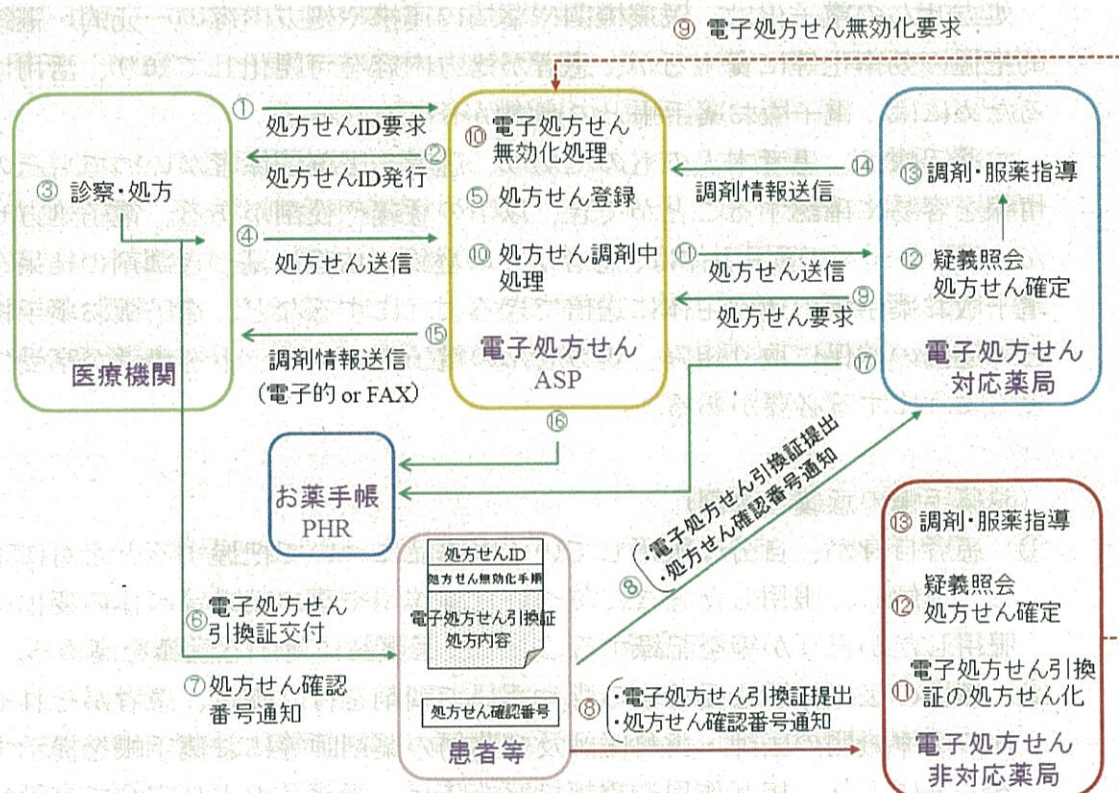 ⑨ 電子処方せん無効化要求
①
処方せんID要求
②
処方せんID発行
③ 診察・処方
④
処方せん送信
⑮
調剤情報送信
(電子的 or FAX)
医療機関
⑩ 電子処方せん
無効化処理
⑤ 処方せん登録
⑩ 処方せん調剤中
処理
電子処方せん
ASP
⑭
調剤情報送信
⑪
処方せん送信
⑨
処方せん要求
⑰
⑬調剤・服薬指導
⑫ 疑義照会
処方せん確定
電子処方せん
対応薬局
⑯
お薬手帳
PHR
⑥電子処方せん
引換証交付
⑦処方せん確認
番号通知
処方せんID
処方せん無効化手順
電子処方せん引換証
処方内容
処方せん確認番号
患者等
⑧
・電子処方せん引換証提出
・処方せん確認番号通知
⑧
・電子処方せん引換証提出
・処方せん確認番号通知
⑬ 調剤・服薬指導
⑫ 疑義照会
処方せん確定
⑪ 電子処方せん引換
証の処方せん化
電子処方せん
非対応薬局